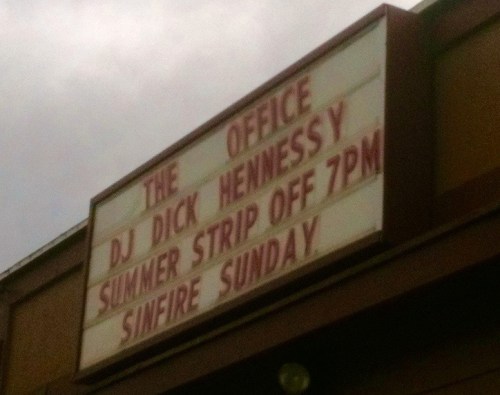 THE OFFICE
DJ DICK HENNESSY
SUMMER STRIP OFF 7PM
SINFIRE SUNDAY